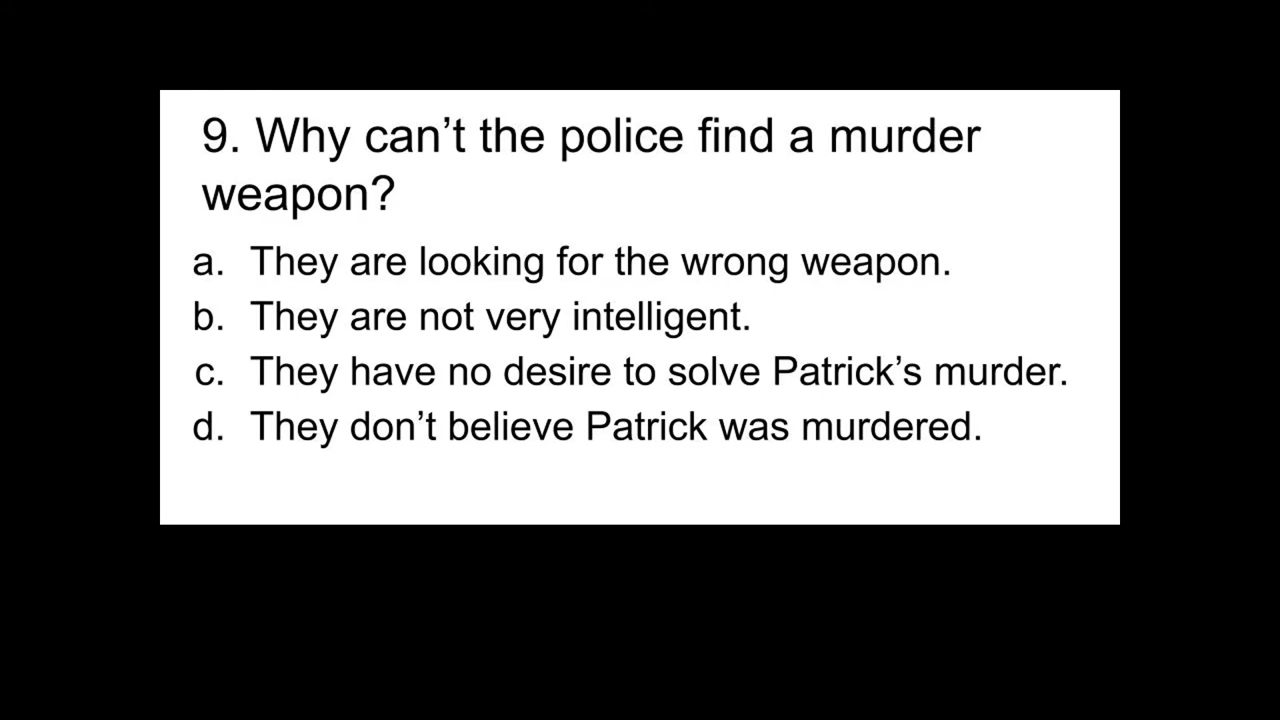 9. Why can’t the police find a murder
weapon?
a. They are looking for the wrong weapon.
b. They are not very intelligent.
c. They have no desire to solve Patrick’s murder.
d. They don’t believe Patrick was murdered.